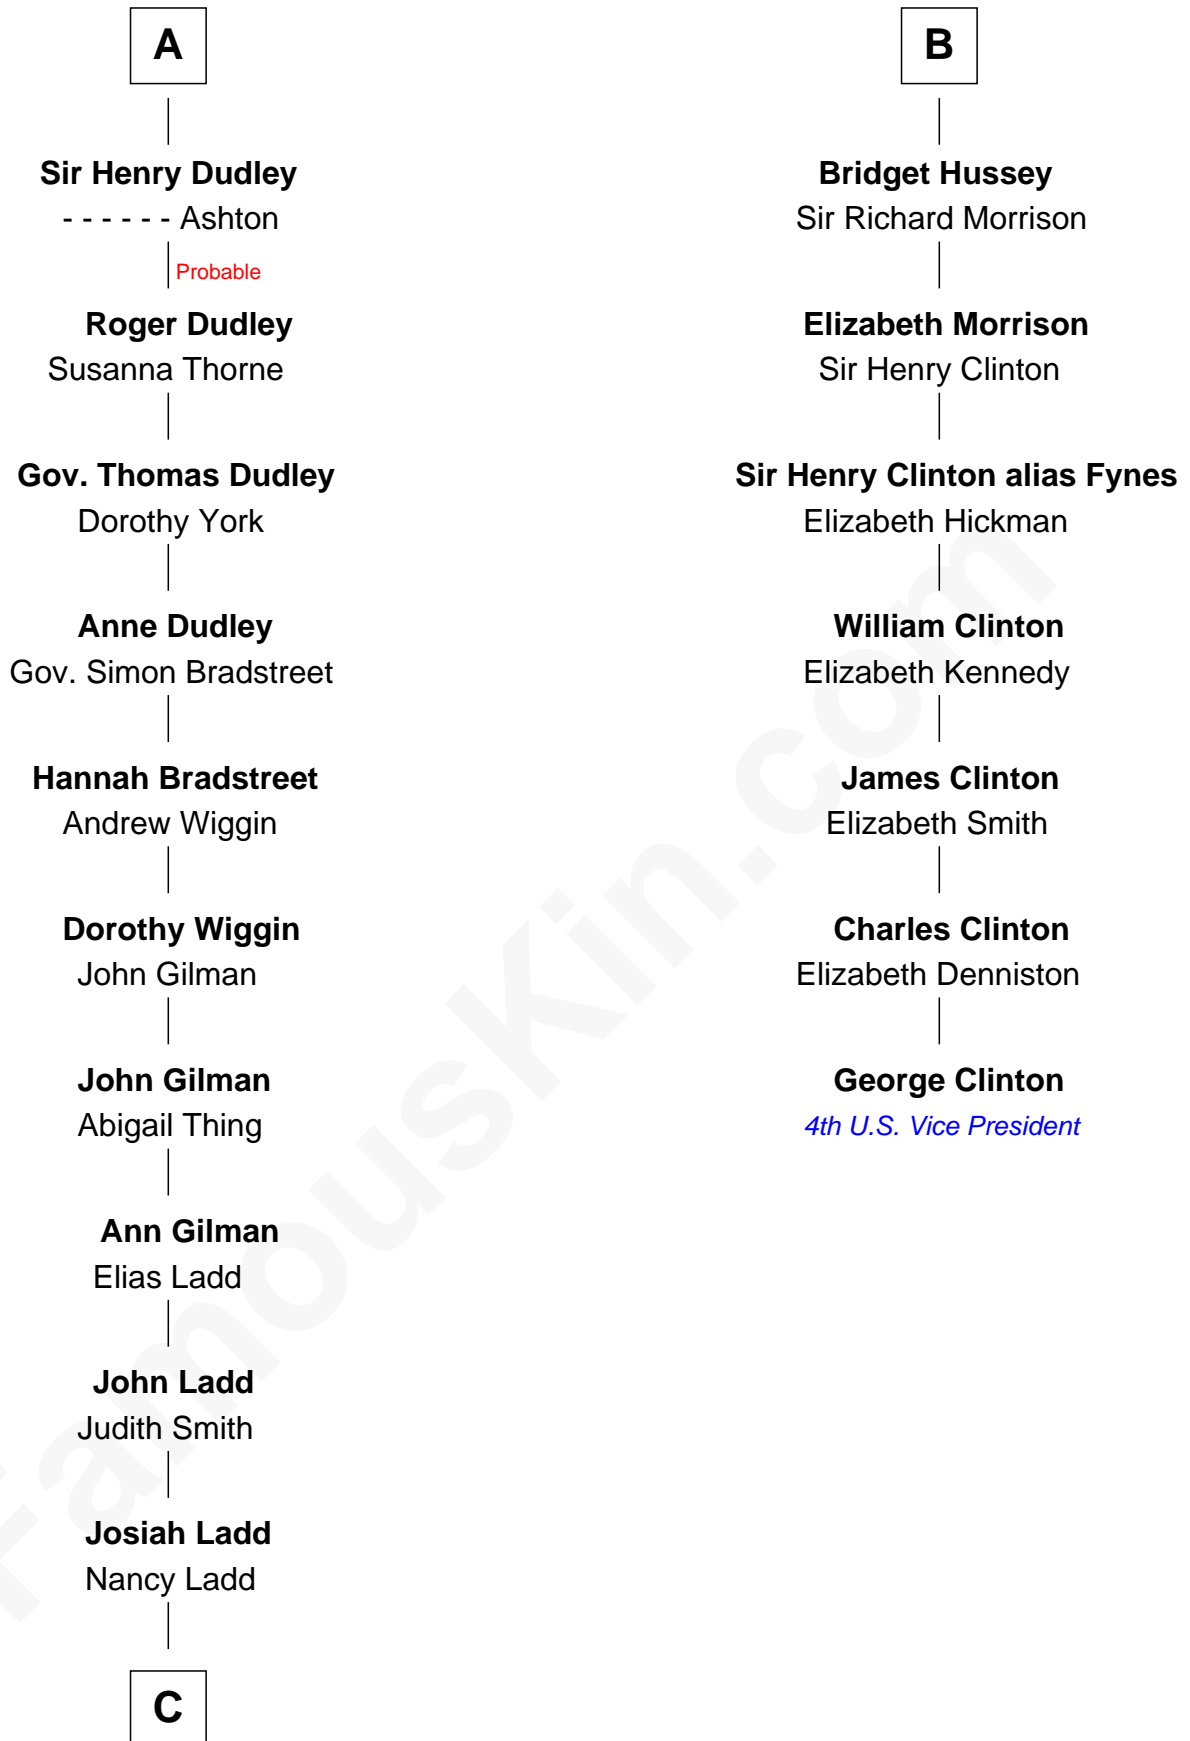 A
Sir Henry Dudley
- - - - - - Ashton
Probable
Roger Dudley
Susanna Thorne
Gov. Thomas Dudley
Dorothy York
Anne Dudley
Gov. Simon Bradstreet
Hannah Bradstreet
Andrew Wiggin
Dorothy Wiggin
John Gilman
John Gilman
Abigail Thing
Ann Gilman
Elias Ladd
John Ladd
Judith Smith
Josiah Ladd
Nancy Ladd
C
B
Bridget Hussey
Sir Richard Morrison
Elizabeth Morrison
Sir Henry Clinton
Sir Henry Clinton alias Fynes
Elizabeth Hickman
William Clinton
Elizabeth Kennedy
James Clinton
Elizabeth Smith
Charles Clinton
Elizabeth Denniston
George Clinton
4th U.S. Vice President
FamousKin.com